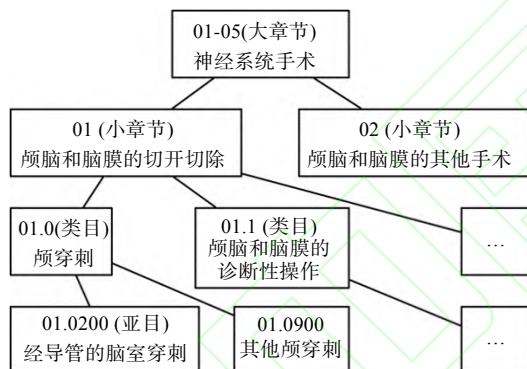 01-05(大章节)
神经系统手术
01 (小章节)
颅脑和脑膜的切开切除
02 (小章节)
颅脑和脑膜的其他手术
01.0(类目)
颅穿刺
01.1 (类目)
颅脑和脑膜的
诊断性操作
…
01.0200 (亚目)
经导管的脑室穿刺
01.0900
其他颅穿刺
…